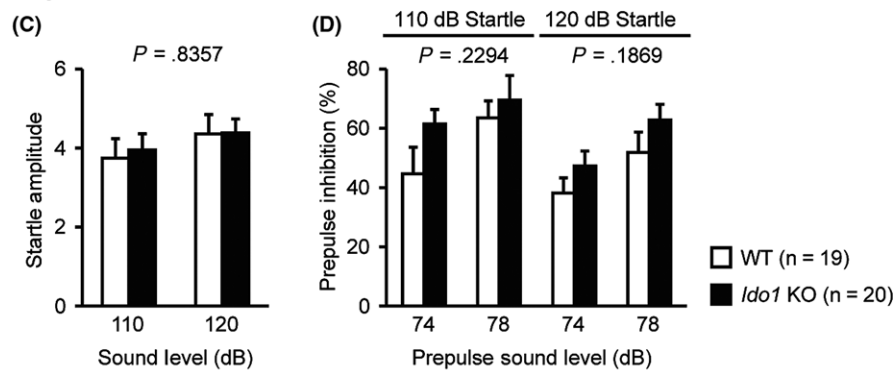 (C)
P = .8357
6
4
2
0
Startle amplitude
110 120
Sound level (dB)
(D)
110 dB Startle 120 dB Startle
P = .2294 P = .1869
80
60
40
20
0
Prepulse inhibition (%)
74 78 74 78
Prepulse sound level (dB)
WT (n = 19)
Ido1 KO (n = 20)